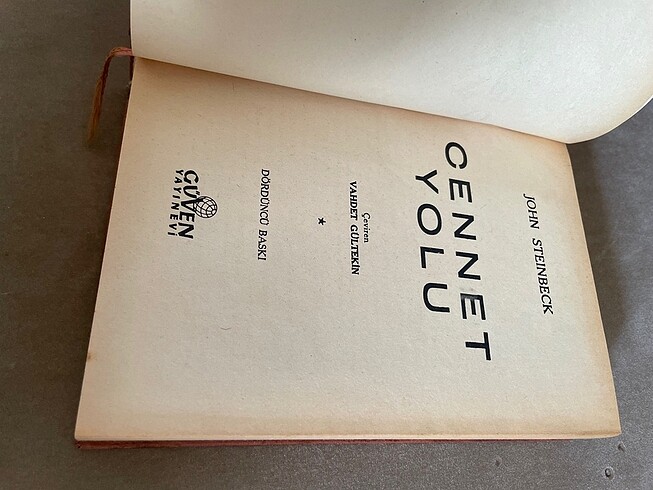 JOHN STEINBECK
CENNET
YOLU
Çeviren
VAHDET GÜLTEKİN
★
DÖRDÜNCÜ BASKI
GÜVEN
YAYINEVİ